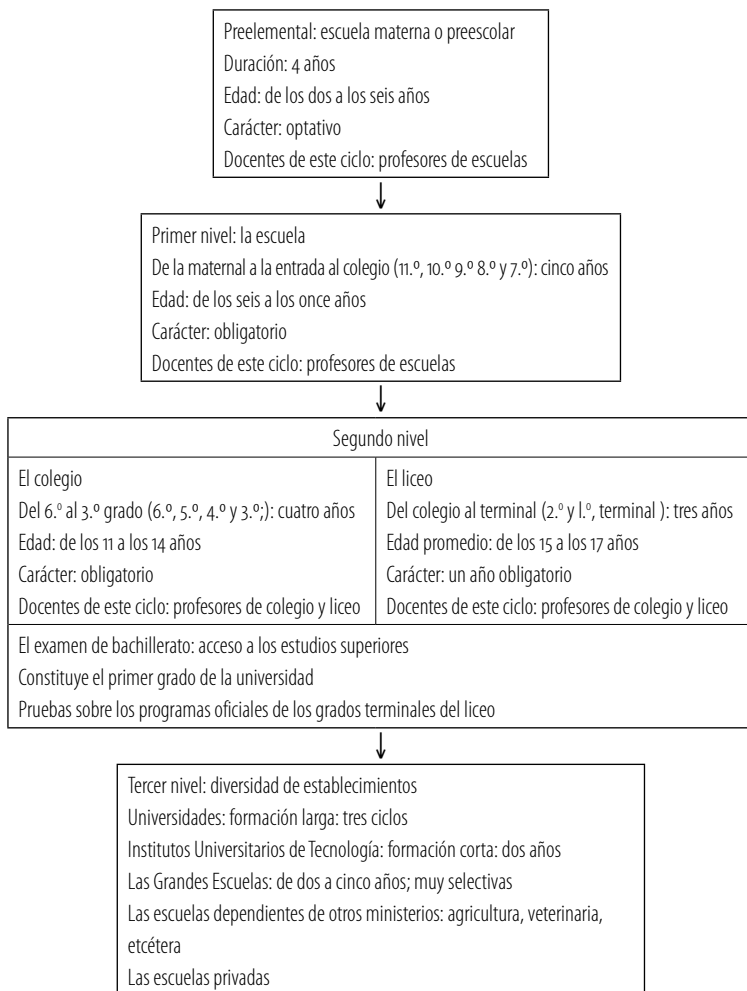 Preelemental: escuela materna o preescolar
Duración: 4 años
Edad: de los dos a los seis años
Carácter: optativo
Docentes de este ciclo: profesores de escuelas
Primer nivel: la escuela
De la maternal a la entrada al colegio (11.º, 10.º 9.º 8.º y 7.º): cinco años
Edad: de los seis a los once años
Carácter: obligatorio
Docentes de este ciclo: profesores de escuelas
Segundo nivel
El colegio
Del 6.º al 3.º grado (6.º, 5.º, 4.º y 3.º;): cuatro años
Edad: de los 11 a los 14 años
Carácter: obligatorio
Docentes de este ciclo: profesores de colegio y liceo
El liceo
Del colegio al terminal (2.º y l.º, terminal ): tres años
Edad promedio: de los 15 a los 17 años
Carácter: un año obligatorio
Docentes de este ciclo: profesores de colegio y liceo
El examen de bachillerato: acceso a los estudios superiores
Constituye el primer grado de la universidad
Pruebas sobre los programas oficiales de los grados terminales del liceo
Tercer nivel: diversidad de establecimientos
Universidades: formación larga: tres ciclos
Institutos Universitarios de Tecnología: formación corta: dos años
Las Grandes Escuelas: de dos a cinco años; muy selectivas
Las escuelas dependientes de otros ministerios: agricultura, veterinaria,
etcétera
Las escuelas privadas